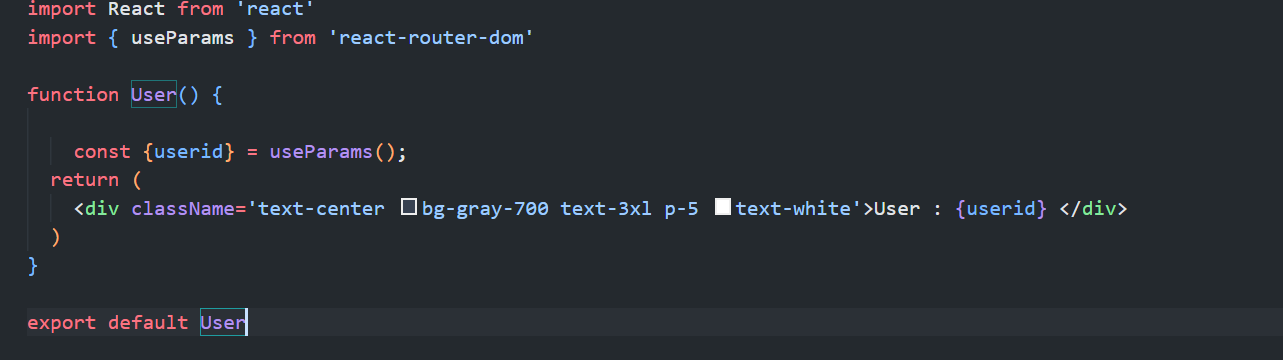 import React from 'react'
import { useParams } from 'react-router-dom'
function User() {
const {userid} = useParams();
return (
<div className='text-center bg-gray-700 text-3xl p-5 text-white'>User : {userid} </div>
)
}
export default User